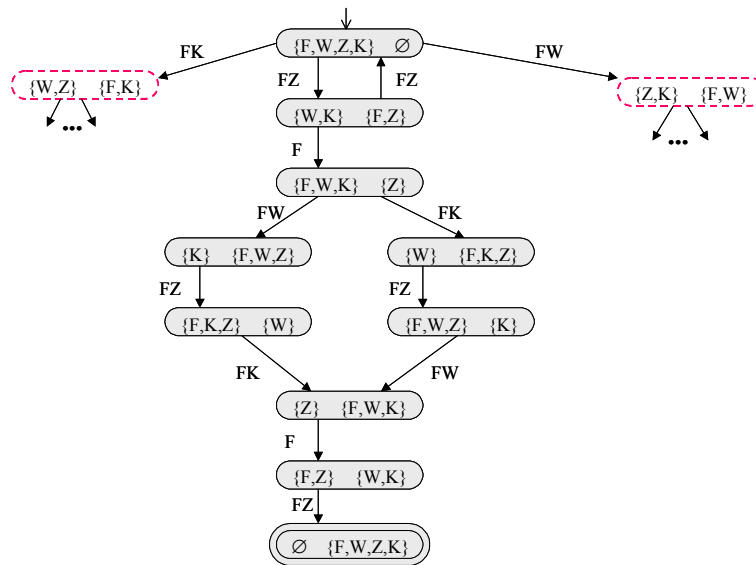 {F,W,Z,K} ∅
FK
FW
FZ
FZ
{W,Z} {F,K}
{Z,K} {F,W}
{W,K} {F,Z}
...
...
F
{F,W,K} {Z}
FW
FK
{K} {F,W,Z}
{W} {F,K,Z}
FZ
FZ
{F,K,Z} {W}
{F,W,Z} {K}
FK
FW
{Z} {F,W,K}
F
{F,Z} {W,K}
FZ
∅ {F,W,Z,K}